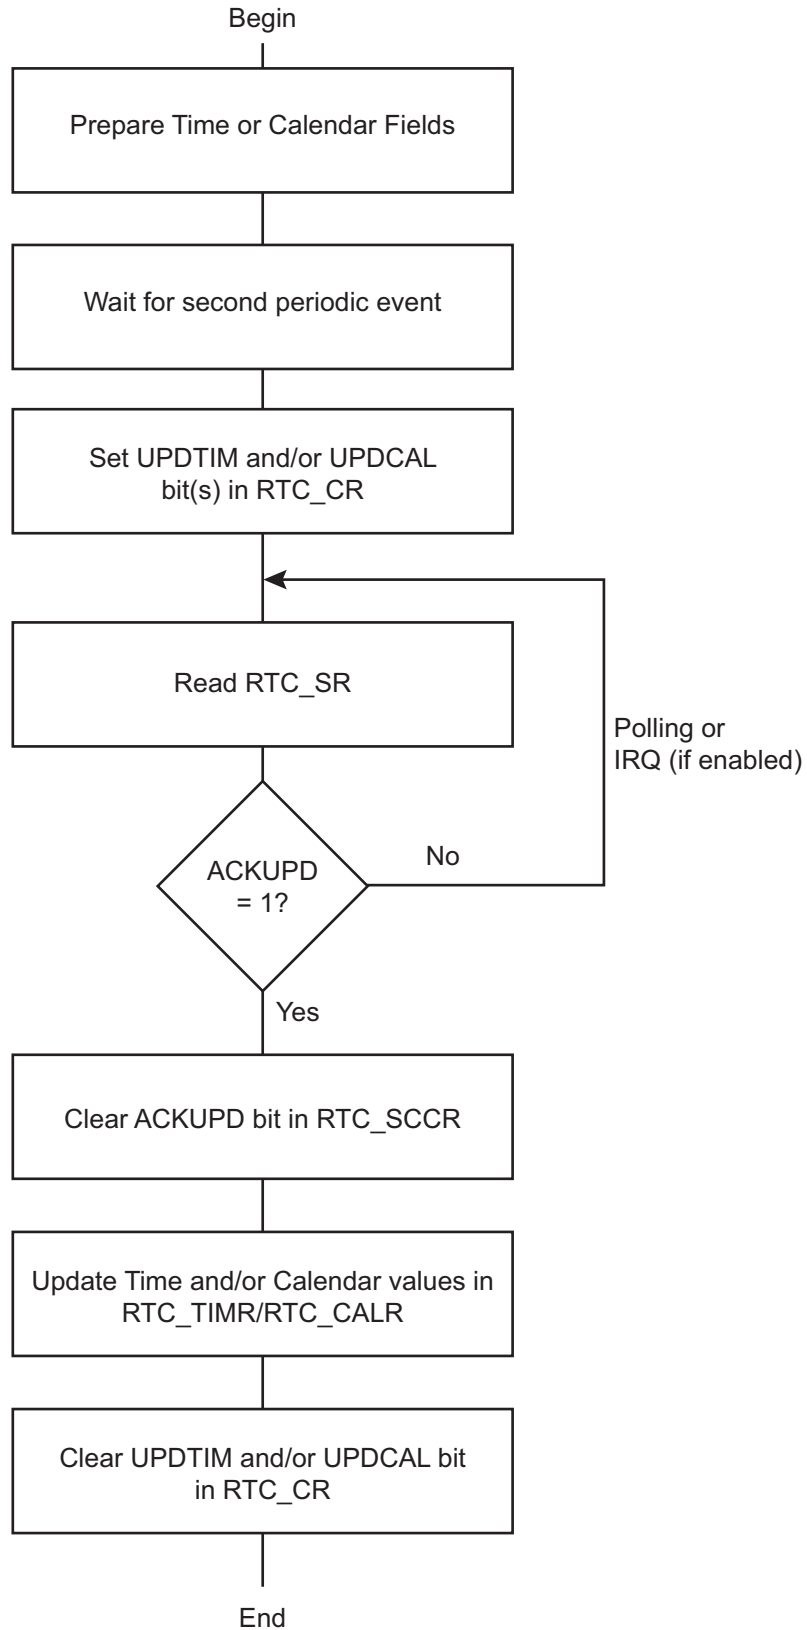 Begin
Prepare Time or Calendar Fields
Wait for second periodic event
Set UPDTIM and/or UPDCAL
bit(s) in RTC_CR
Read RTC_SR
Polling or
IRQ (if enabled)
ACKUPD
= 1?
No
Yes
Clear ACKUPD bit in RTC_SCCR
Update Time and/or Calendar values in
RTC_TIMR/RTC_CALR
Clear UPDTIM and/or UPDCAL bit
in RTC_CR
End